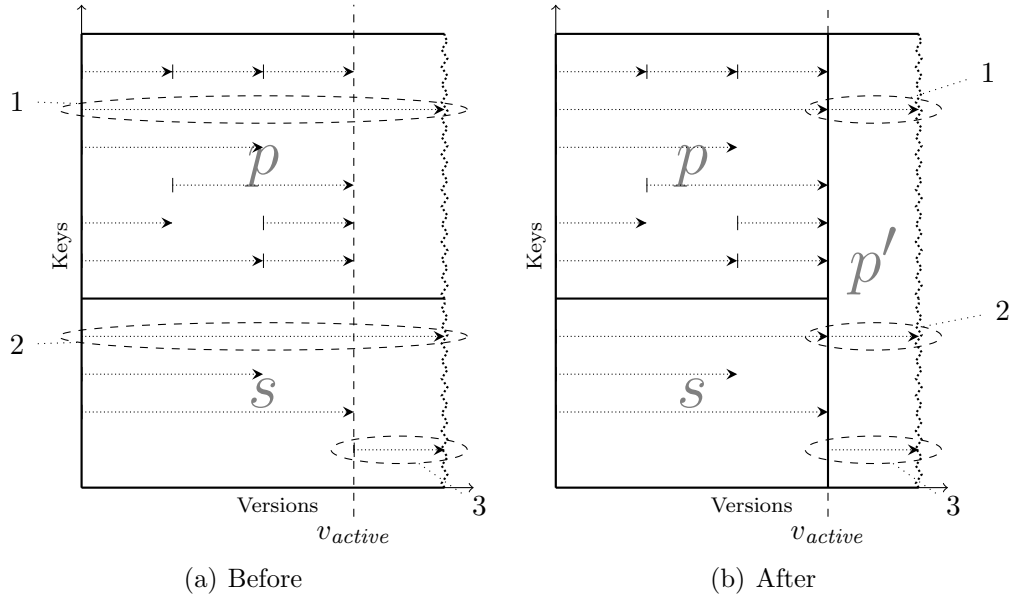 1
p
Keys
2
s
3
Versions
v_active
(a) Before
1
p
Keys
p′
2
s
3
Versions
v_active
(b) After